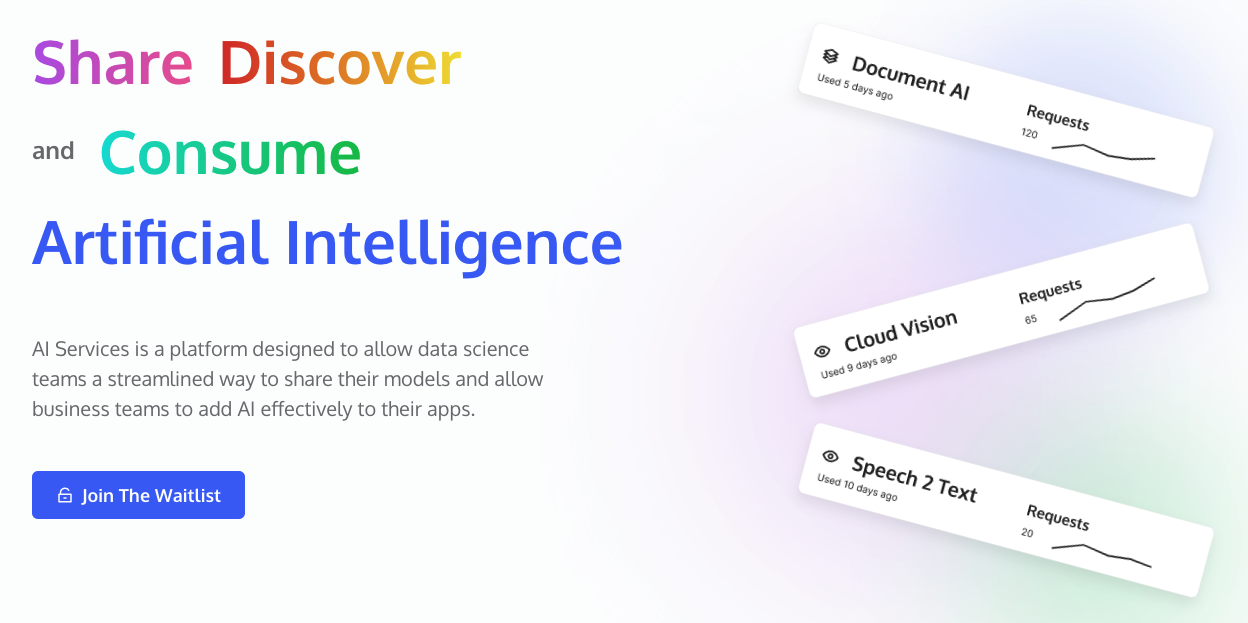 Share Discover
and Consume
Artificial Intelligence
AI Services is a platform designed to allow data science
teams a streamlined way to share their models and allow
business teams to add AI effectively to their apps.
Join The Waitlist
Document AI
Used 5 days ago
Requests
120
Cloud Vision
Used 9 days ago
Requests
65
Speech 2 Text
Used 10 days ago
Requests
20